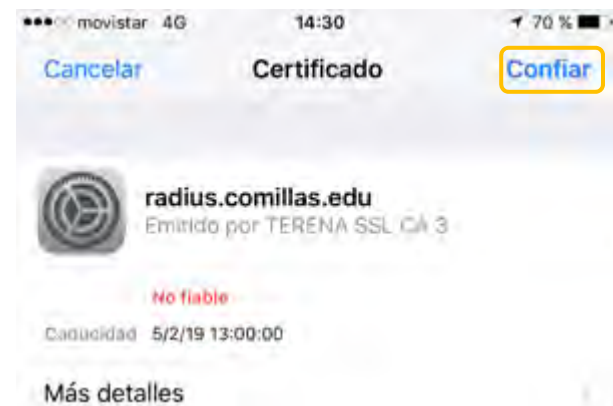 movistar 4G 14:30 70 %
Cancelar Certificado Confiar
radius.comillas.edu
Emitido por TERENA SSL CA 3
No fiable
Caducidad 5/2/19 13:00:00
Más detalles